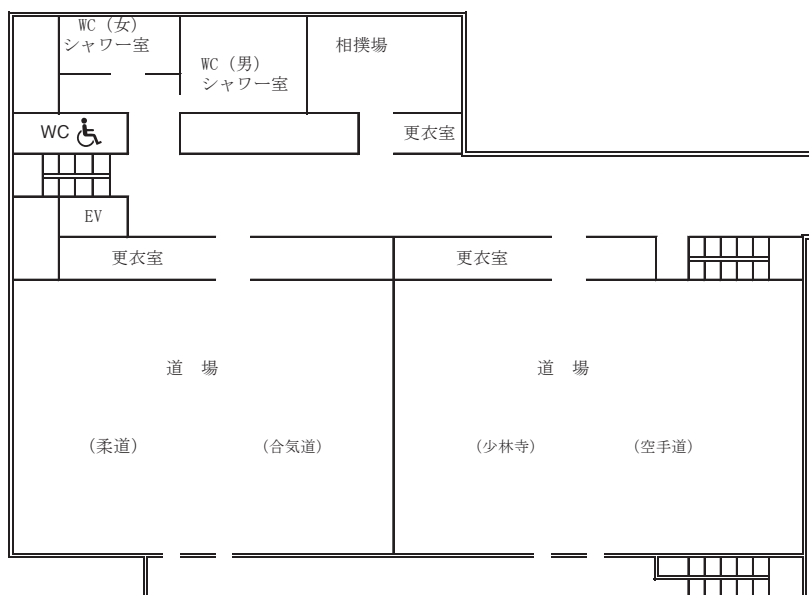 WC（女）
シャワー室
WC（男）
シャワー室
相撲場
WC
更衣室
EV
更衣室
更衣室
道　場
道　場
（柔道）
（合気道）
（少林寺）
（空手道）